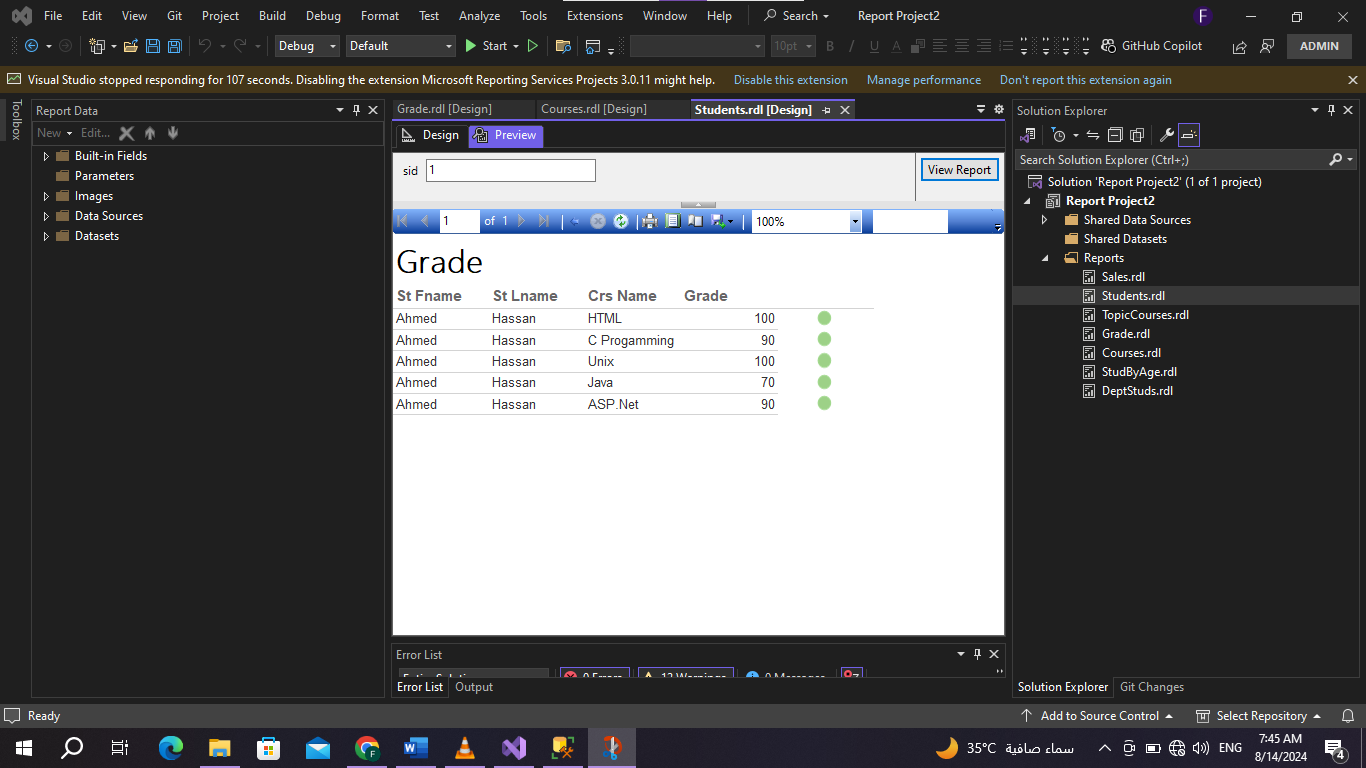 File Edit View Git Project Build Debug Format Test Analyze Tools Extensions Window Help Search Report Project2 F
Debug Default Start 10pt B I U A GitHub Copilot ADMIN
Visual Studio stopped responding for 107 seconds. Disabling the extension Microsoft Reporting Services Projects 3.0.11 might help. Disable this extension Manage performance Don't report this extension again
Toolbox
Report Data
New Edit...
Built-in Fields
Parameters
Images
Data Sources
Datasets
Grade.rdl [Design] Courses.rdl [Design] Students.rdl [Design]
Design Preview
sid 1 View Report
1 of 1 100%
Grade
St Fname St Lname Crs Name Grade
Ahmed Hassan HTML 100
Ahmed Hassan C Progamming 90
Ahmed Hassan Unix 100
Ahmed Hassan Java 70
Ahmed Hassan ASP.Net 90
Error List
Entire Solution 0 Errors 12 Warnings 0 Messages
Error List Output
Solution Explorer
Search Solution Explorer (Ctrl+;)
Solution 'Report Project2' (1 of 1 project)
Report Project2
Shared Data Sources
Shared Datasets
Reports
Sales.rdl
Students.rdl
TopicCourses.rdl
Grade.rdl
Courses.rdl
StudByAge.rdl
DeptStuds.rdl
Solution Explorer Git Changes
Ready Add to Source Control Select Repository
35°C سماء صافية ENG 7:45 AM
8/14/2024 4